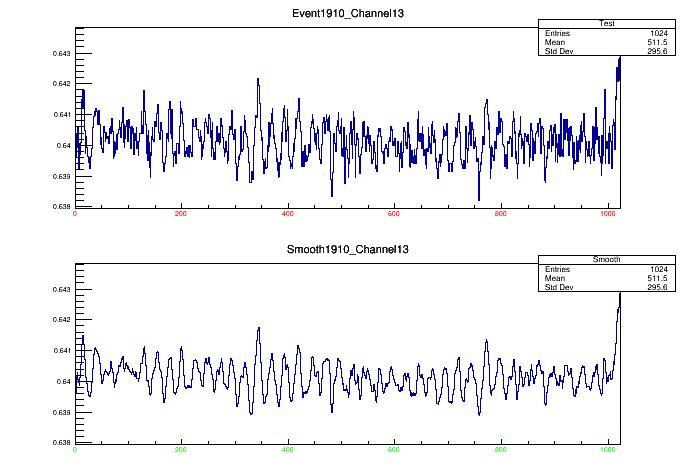 Event1910_Channel13
Test
Entries 1024
Mean 511.5
Std Dev 295.6
0.643
0.642
0.641
0.64
0.639
0.638
0 200 400 600 800 1000
Smooth1910_Channel13
Smooth
Entries 1024
Mean 511.5
Std Dev 295.6
0.643
0.642
0.641
0.64
0.639
0.638
0 200 400 600 800 1000